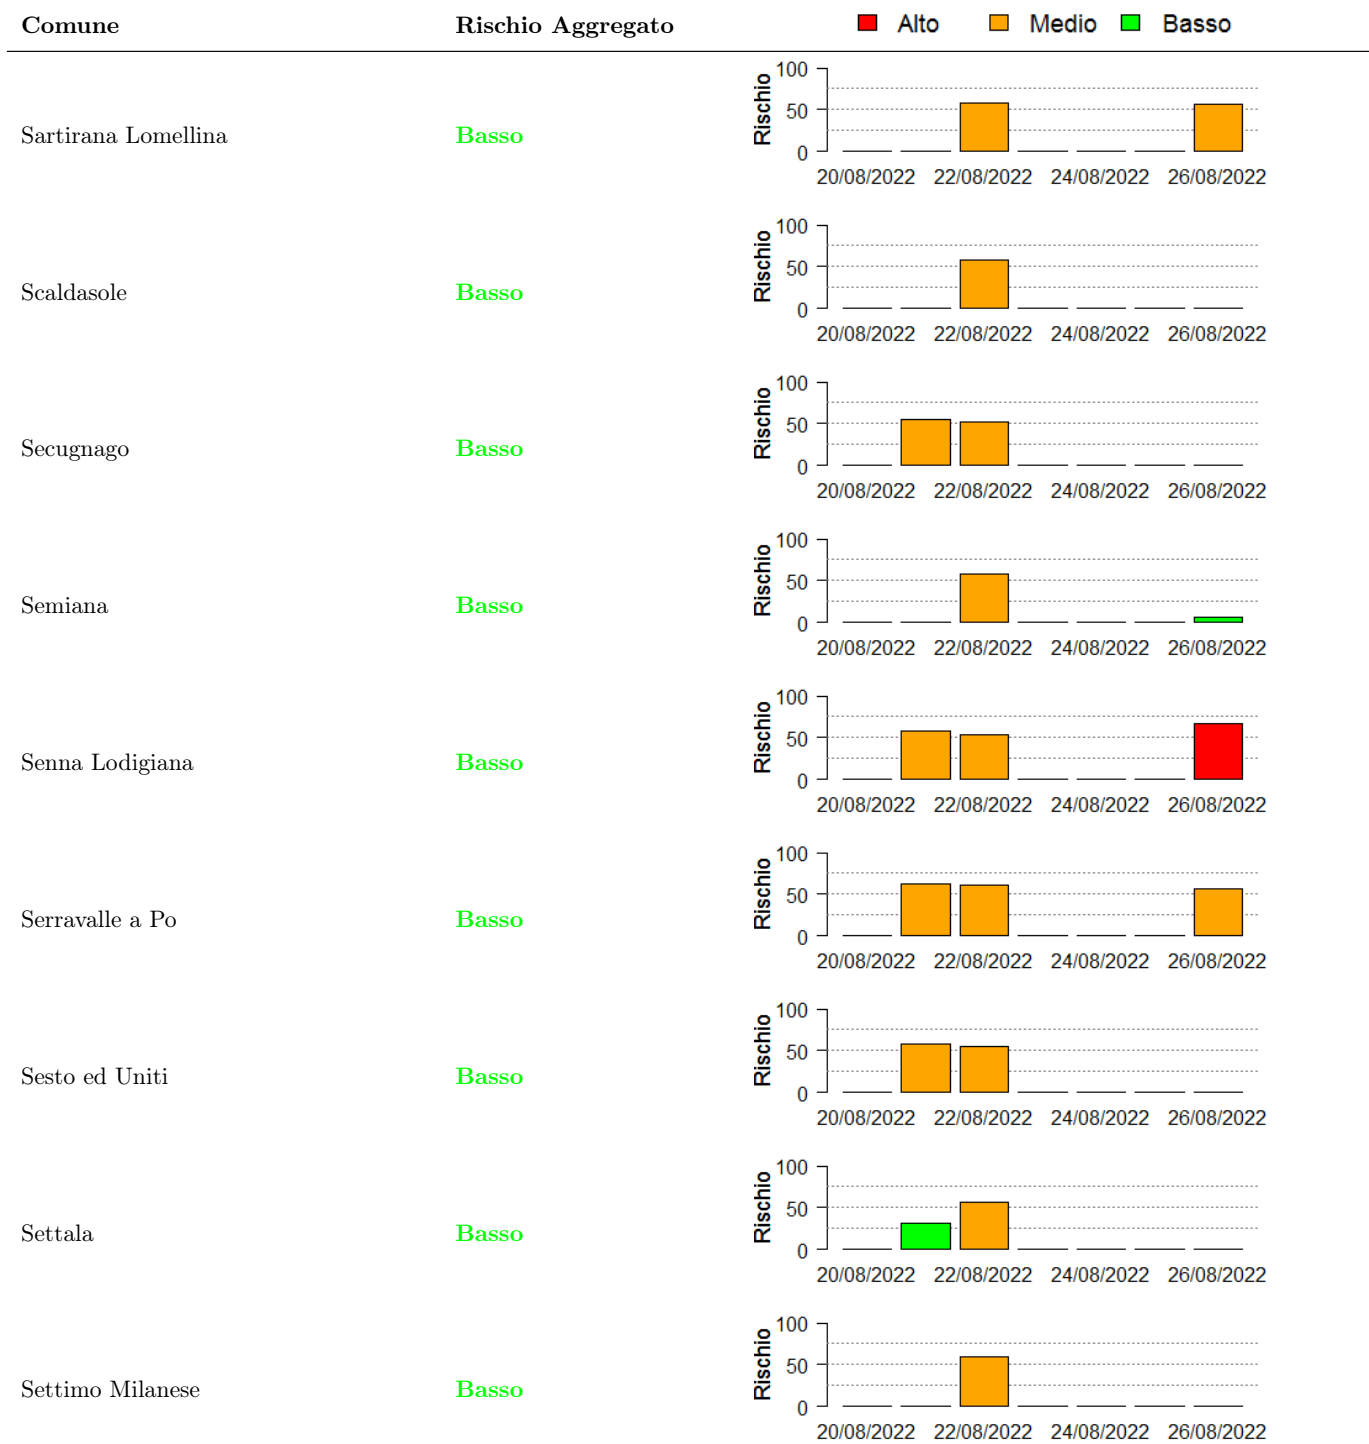 Comune Rischio Aggregato Alto Medio Basso
100
50
0
Rischio
Sartirana Lomellina Basso
20/08/2022 22/08/2022 24/08/2022 26/08/2022
100
50
0
Rischio
Scaldasole Basso
20/08/2022 22/08/2022 24/08/2022 26/08/2022
100
50
0
Rischio
Secugnago Basso
20/08/2022 22/08/2022 24/08/2022 26/08/2022
100
50
0
Rischio
Semiana Basso
20/08/2022 22/08/2022 24/08/2022 26/08/2022
100
50
0
Rischio
Senna Lodigiana Basso
20/08/2022 22/08/2022 24/08/2022 26/08/2022
100
50
0
Rischio
Serravalle a Po Basso
20/08/2022 22/08/2022 24/08/2022 26/08/2022
100
50
0
Rischio
Sesto ed Uniti Basso
20/08/2022 22/08/2022 24/08/2022 26/08/2022
100
50
0
Rischio
Settala Basso
20/08/2022 22/08/2022 24/08/2022 26/08/2022
100
50
0
Rischio
Settimo Milanese Basso
20/08/2022 22/08/2022 24/08/2022 26/08/2022